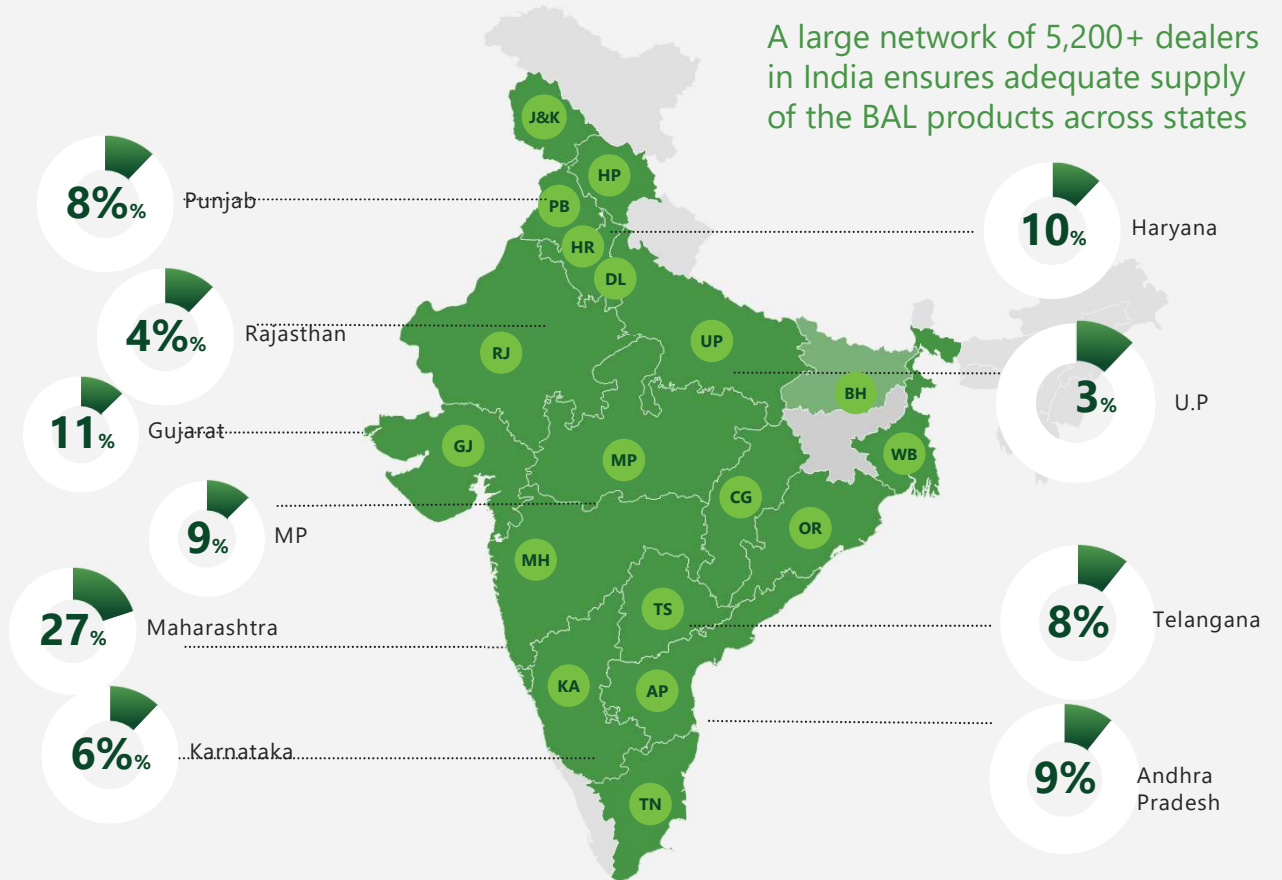 A large network of 5,200+ dealers
in India ensures adequate supply
of the BAL products across states
8%%
Punjab
4%%
Rajasthan
11%
Gujarat
9%
MP
27%
Maharashtra
6%%
Karnataka
J&K
HP
PB
HR
DL
RJ
UP
BH
GJ
MP
WB
CG
OR
MH
TS
KA
AP
TN
10%
Haryana
3%
U.P
8%
Telangana
9%
Andhra
Pradesh